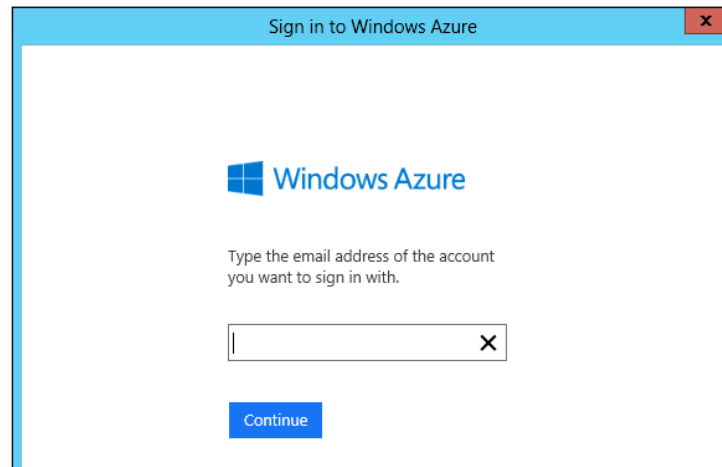 Sign in to Windows Azure
x
Windows Azure
Type the email address of the account
you want to sign in with.
Continue